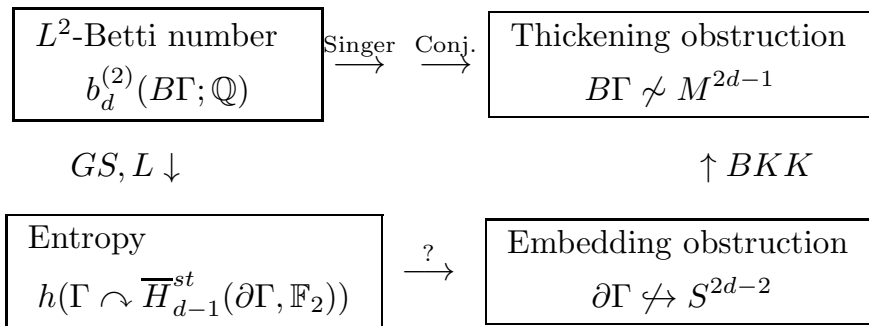 L²-Betti number
b_d^{(2)}(BΓ; ℚ)
Singer Conj.
→ →
Thickening obstruction
BΓ ≁ M^{2d−1}
GS, L ↓
↑ BKK
Entropy
h(Γ ↷ H̅^{st}_{d−1}(∂Γ, 𝔽₂))
?
→
Embedding obstruction
∂Γ ↪̸ S^{2d−2}